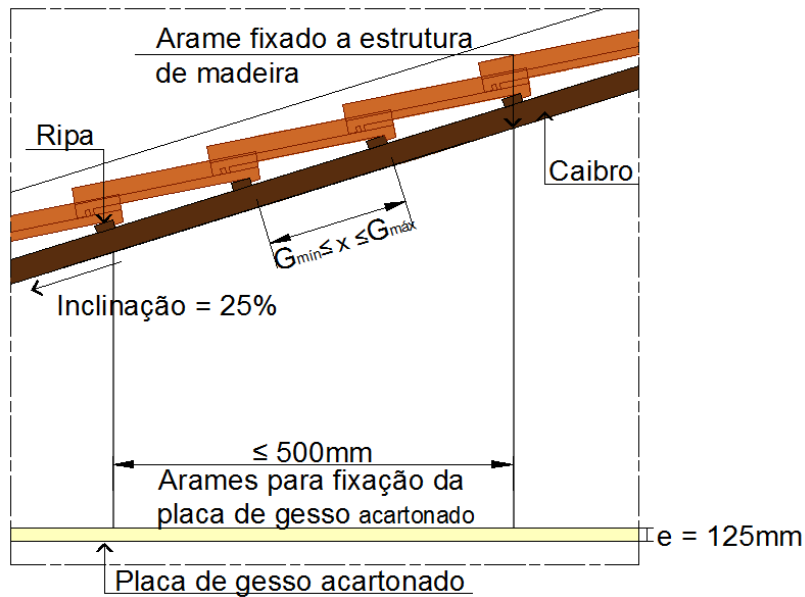 Arame fixado a estrutura
de madeira
Ripa
Caibro
Gmín≤ x ≤Gmáx
Inclinação = 25%
≤ 500mm
Arames para fixação da
placa de gesso acartonado
e = 125mm
Placa de gesso acartonado